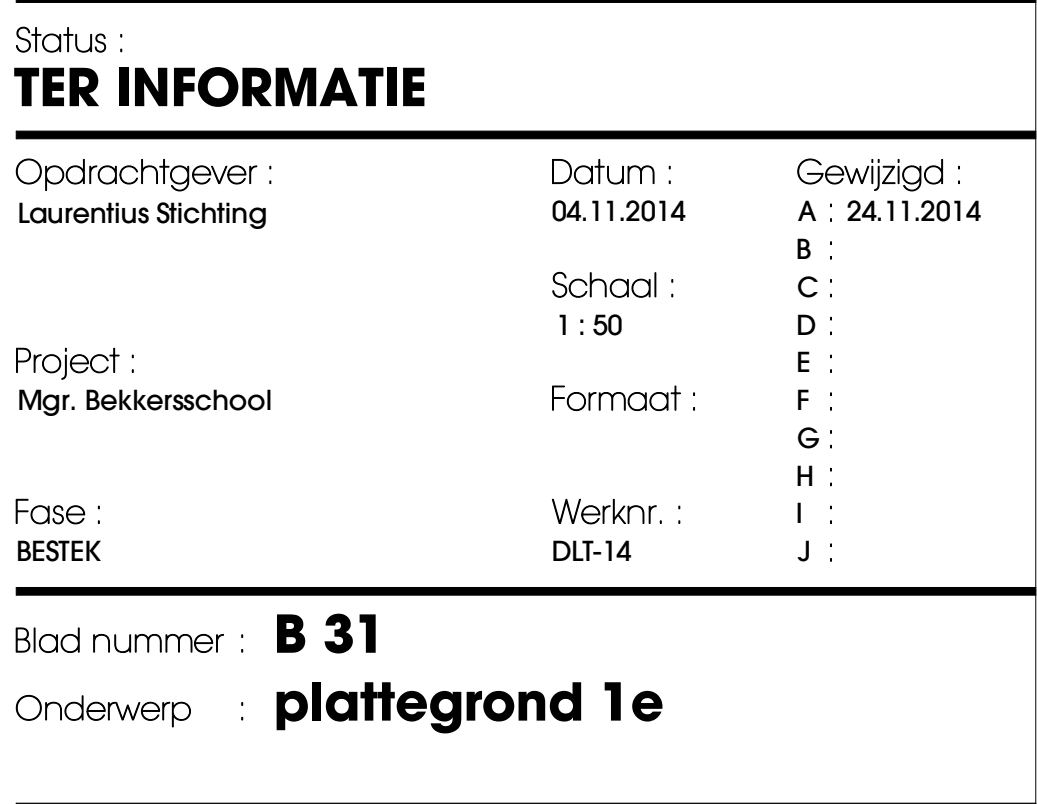 Status :
TER INFORMATIE
Opdrachtgever :
Laurentius Stichting
Project :
Mgr. Bekkersschool
Fase :
BESTEK
Datum :
04.11.2014
Schaal :
1 : 50
Formaat :
Werknr. :
DLT-14
Gewijzigd :
A : 24.11.2014
B :
C :
D :
E :
F :
G :
H :
I :
J :
Blad nummer : B 31
Onderwerp : plattegrond 1e